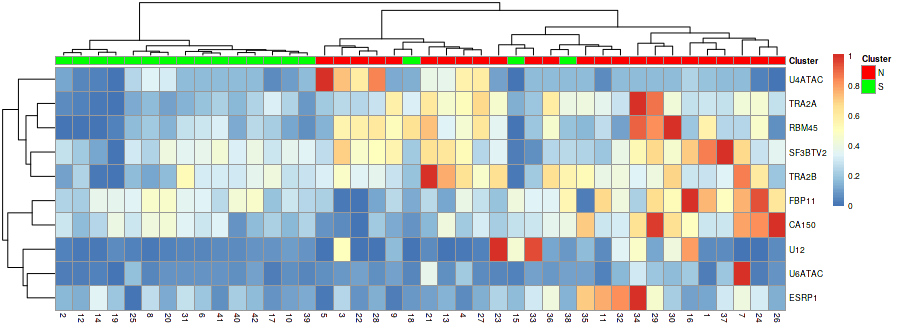 Cluster
U4ATAC
TRA2A
RBM45
SF3BTV2
TRA2B
FBP11
CA150
U12
U6ATAC
ESRP1
2 12 14 19 25 8 20 31 6 41 40 42 17 10 39 5 3 22 28 9 18 21 13 4 27 23 15 33 36 38 35 11 32 34 29 30 16 1 37 7 24 26
1
0.8
0.6
0.4
0.2
0
Cluster
N
S